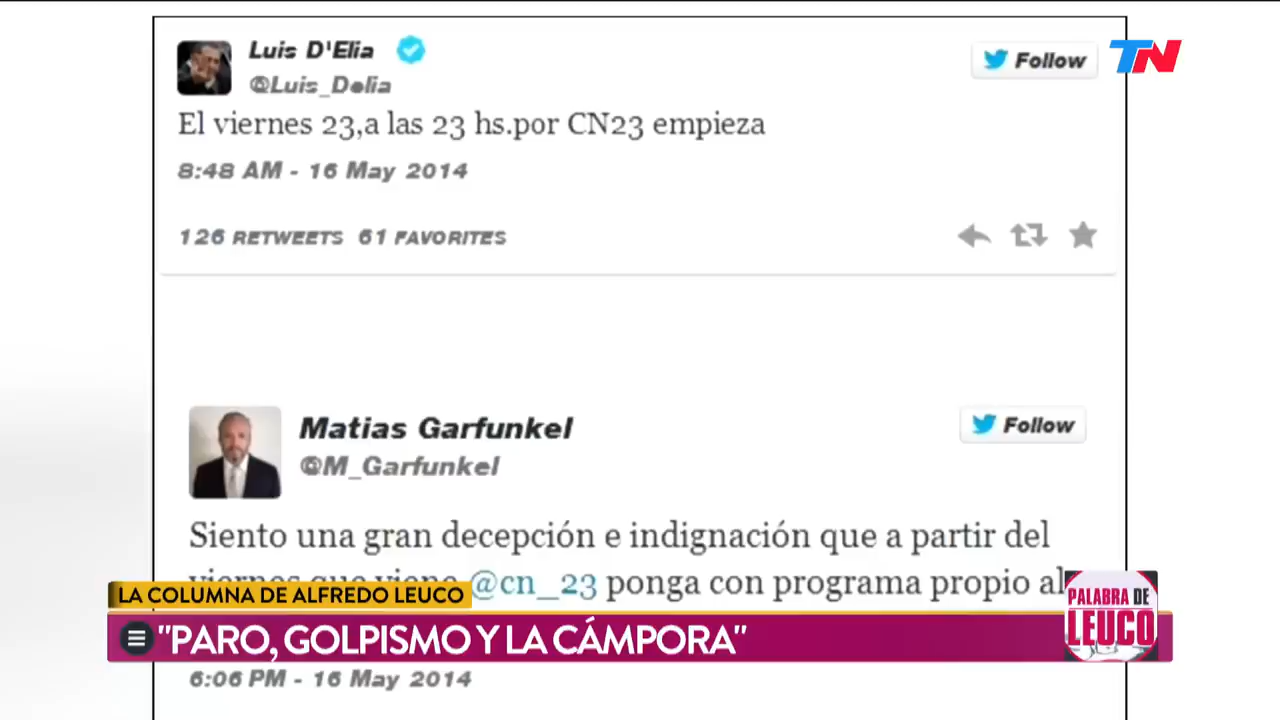 Luis D'Elia
@Luis_Delia
Follow
TN
El viernes 23,a las 23 hs.por CN23 empieza
8:48 AM - 16 May 2014
126 RETWEETS 61 FAVORITES
Matias Garfunkel
@M_Garfunkel
Follow
Siento una gran decepción e indignación que a partir del
viernes que viene @cn_23 ponga con programa propio al
LA COLUMNA DE ALFREDO LEUCO
"PARO, GOLPISMO Y LA CÁMPORA"
PALABRA DE
LEUCO
6:06 PM - 16 May 2014